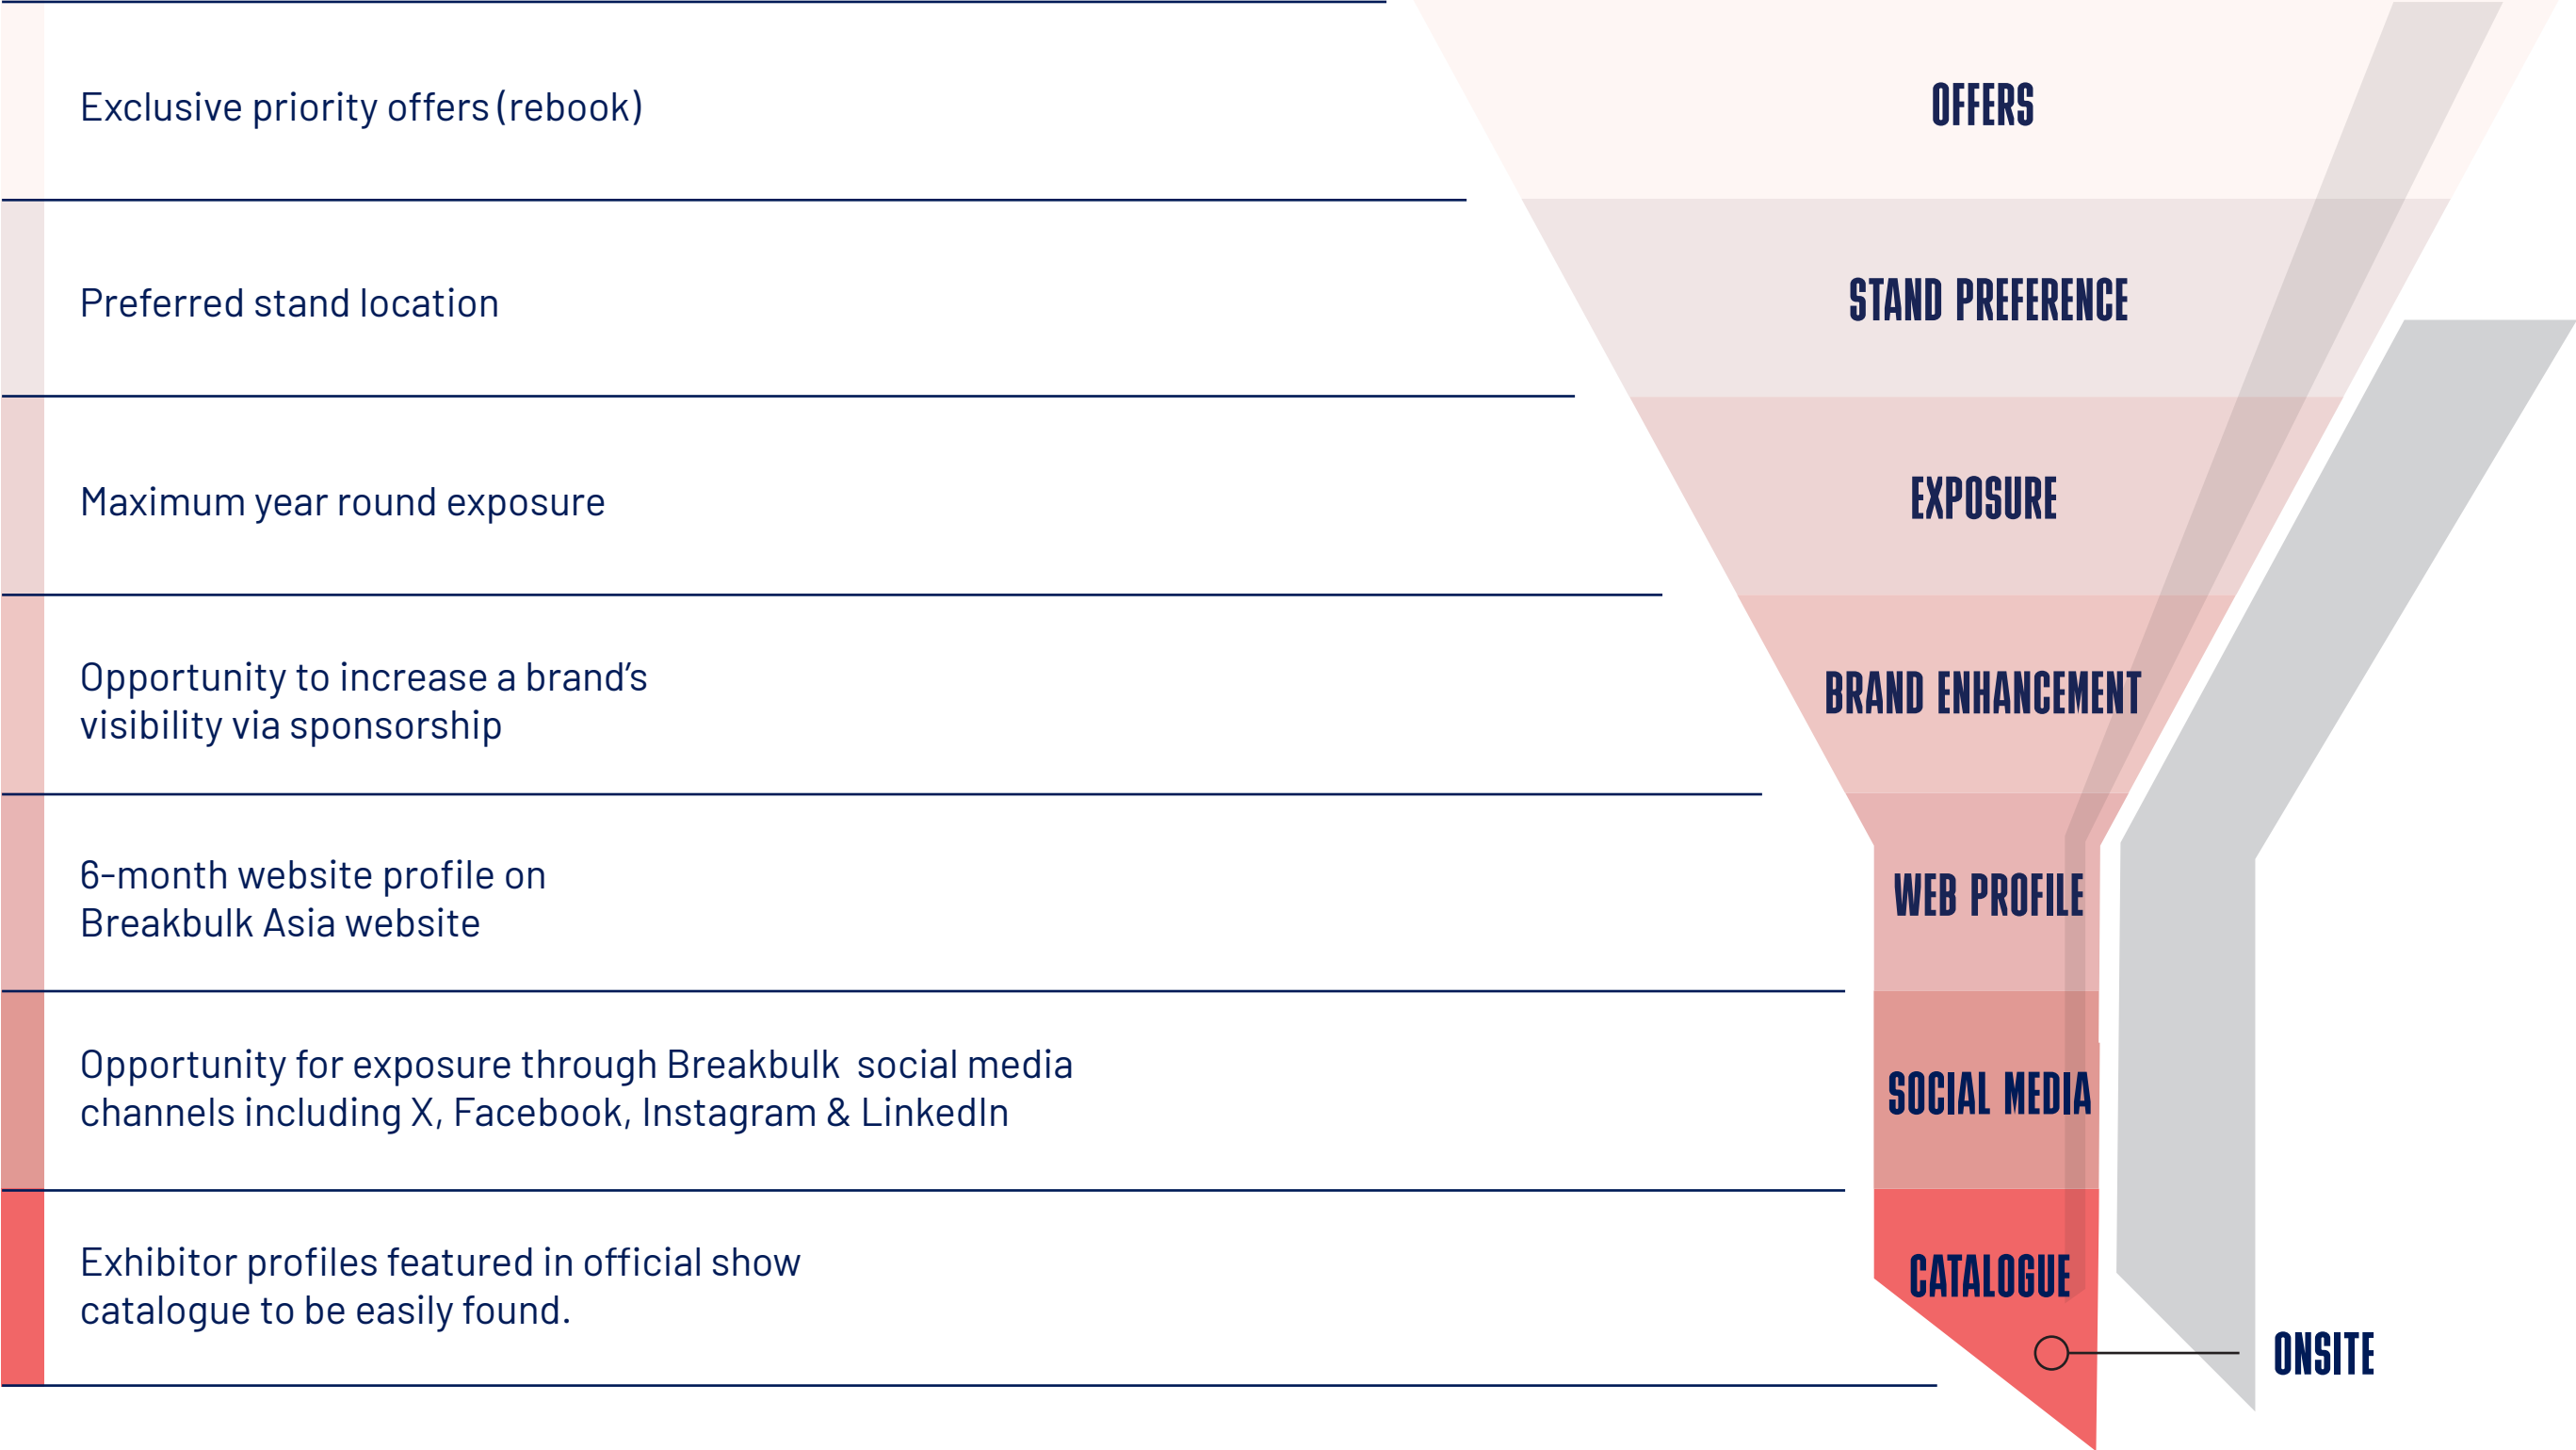 Exclusive priority offers (rebook)
OFFERS
Preferred stand location
STAND PREFERENCE
Maximum year round exposure
EXPOSURE
Opportunity to increase a brand’s
visibility via sponsorship
BRAND ENHANCEMENT
6-month website profile on
Breakbulk Asia website
WEB PROFILE
Opportunity for exposure through Breakbulk  social media
channels including X, Facebook, Instagram & LinkedIn
SOCIAL MEDIA
Exhibitor profiles featured in official show
catalogue to be easily found.
CATALOGUE
ONSITE